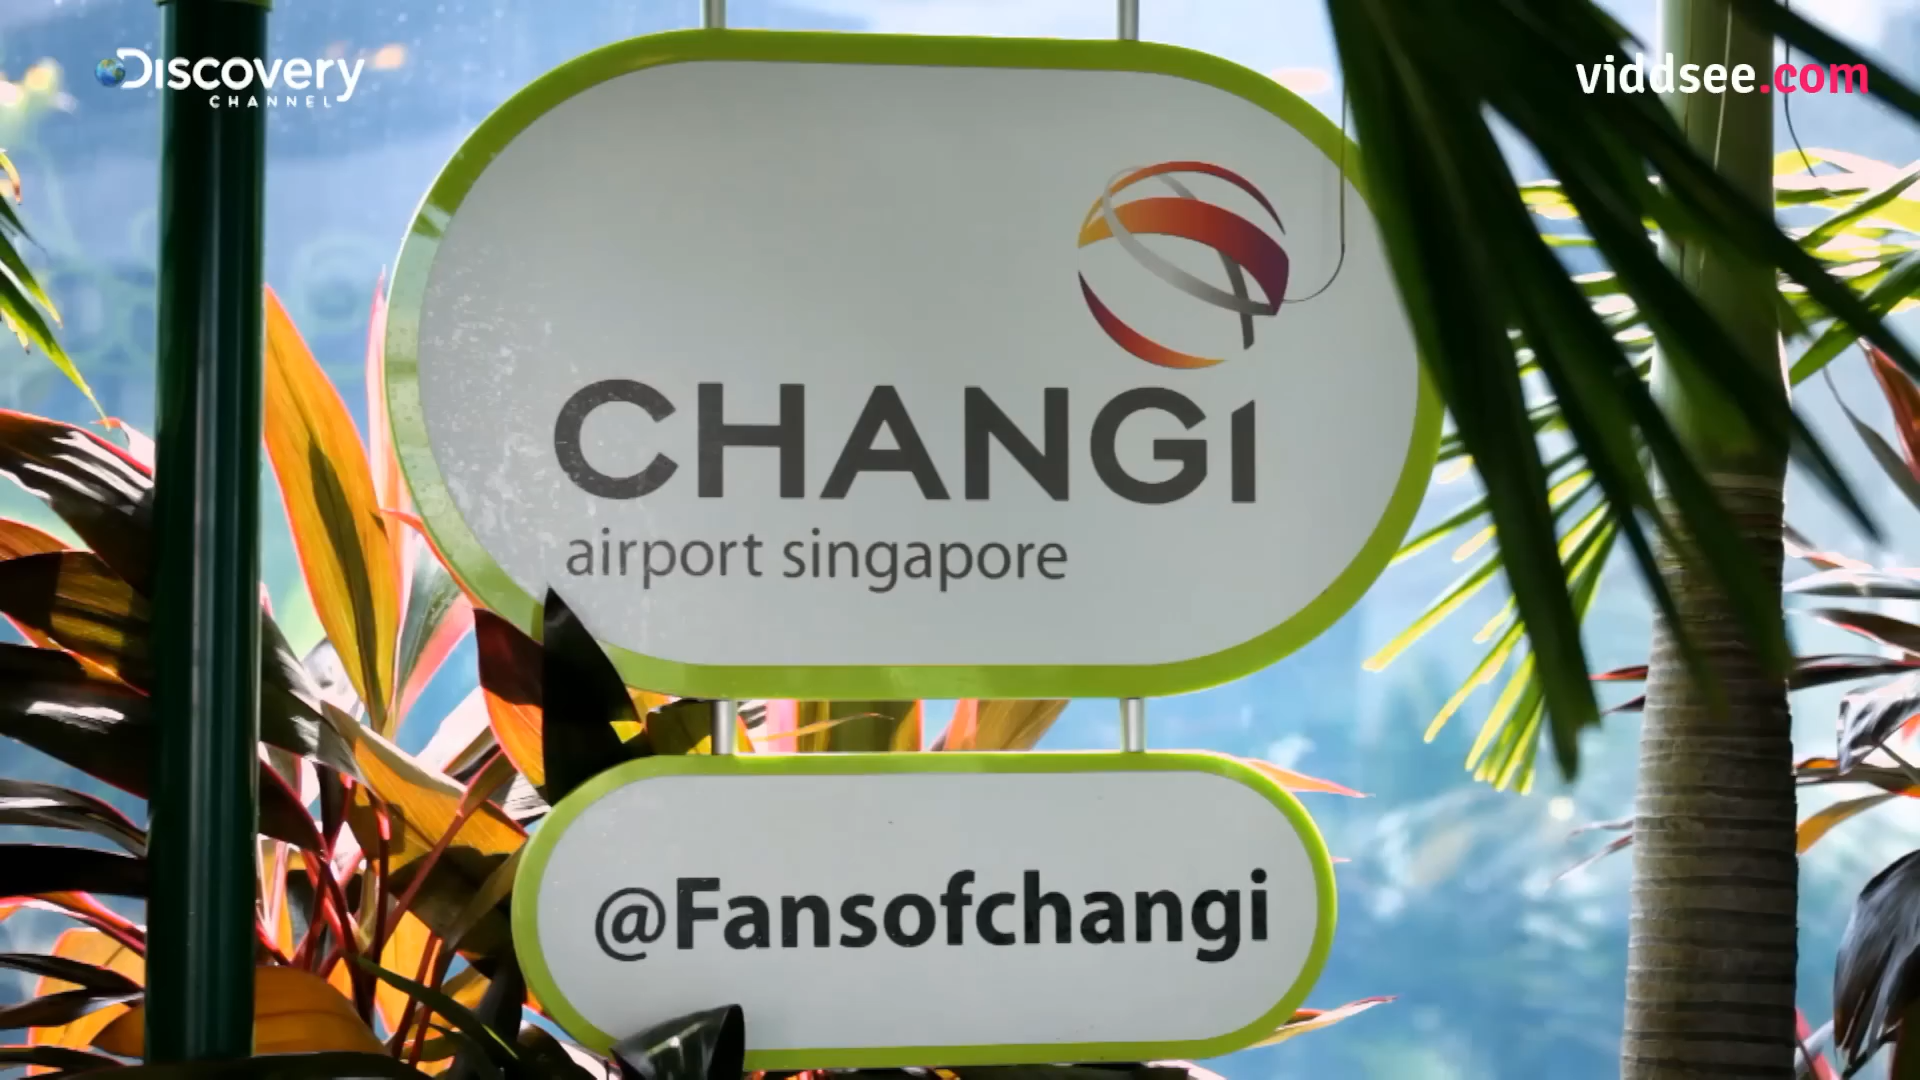 Discovery
CHANNEL
viddsee.com
CHANGI
airport singapore
@Fansofchangi